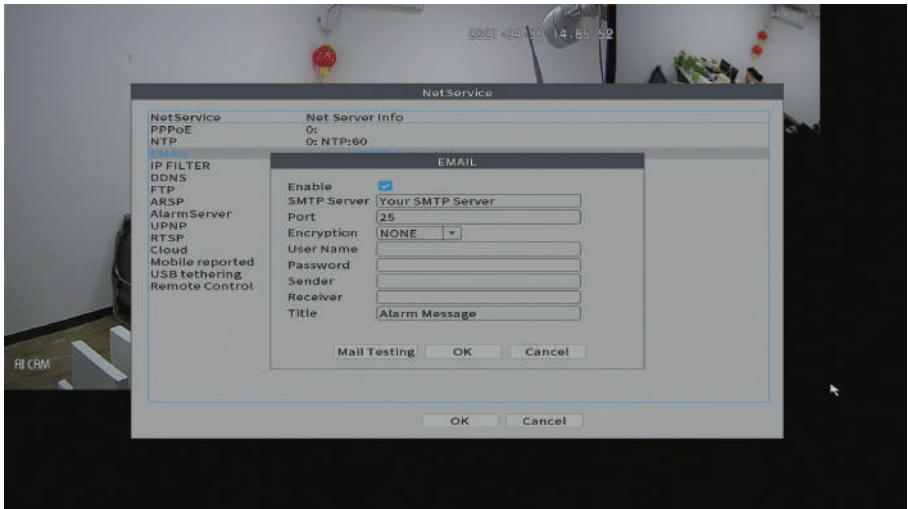 NetService
NetService Net Server Info
PPPoE 0:
NTP 0: NTP:60
EMAIL
IP FILTER
DDNS
FTP
ARSP
AlarmServer
UPNP
RTSP
Cloud
Mobile reported
USB tethering
Remote Control
EMAIL
Enable
SMTP Server Your SMTP Server
Port 25
Encryption NONE
User Name
Password
Sender
Receiver
Title Alarm Message
Mail Testing OK Cancel
OK Cancel
AI CAM